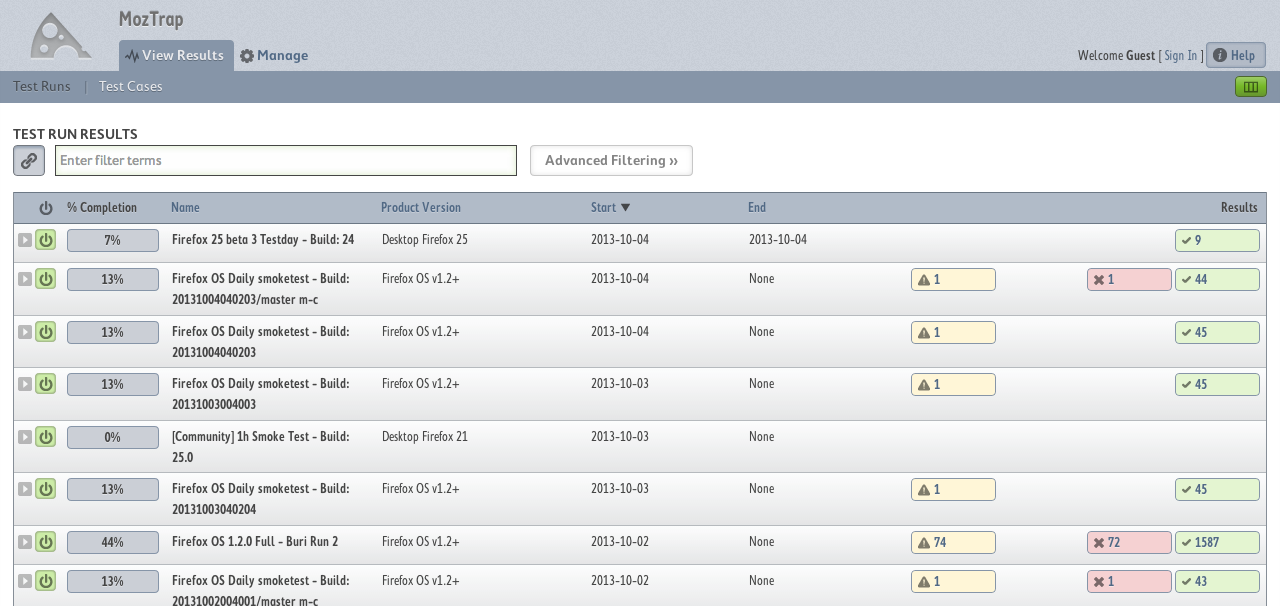 MozTrap
View Results Manage
Welcome Guest [ Sign In ] Help
Test Runs | Test Cases
TEST RUN RESULTS
Enter filter terms
Advanced Filtering »
% Completion Name Product Version Start ▼ End Results
7% Firefox 25 beta 3 Testday - Build: 24 Desktop Firefox 25 2013-10-04 2013-10-04 9
13% Firefox OS Daily smoketest - Build: Firefox OS v1.2+ 2013-10-04 None 1 1 44
20131004040203/master m-c
13% Firefox OS Daily smoketest - Build: Firefox OS v1.2+ 2013-10-04 None 1 45
20131004040203
13% Firefox OS Daily smoketest - Build: Firefox OS v1.2+ 2013-10-03 None 1 45
20131003004003
0% [Community] 1h Smoke Test - Build: Desktop Firefox 21 2013-10-03 None
25.0
13% Firefox OS Daily smoketest - Build: Firefox OS v1.2+ 2013-10-03 None 1 45
20131003040204
44% Firefox OS 1.2.0 Full - Buri Run 2 Firefox OS v1.2+ 2013-10-02 None 74 72 1587
13% Firefox OS Daily smoketest - Build: Firefox OS v1.2+ 2013-10-02 None 1 1 43
20131002004001/master m-c